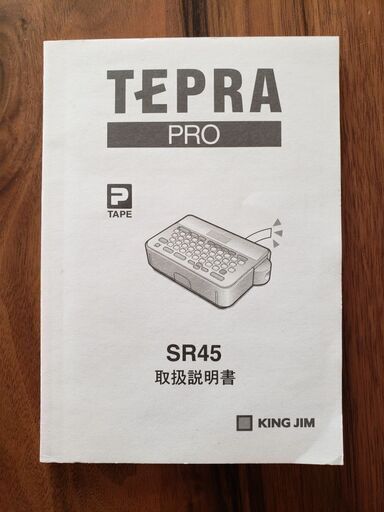 TEPRA
PRO
P
TAPE
SR45
取扱説明書
KING JIM